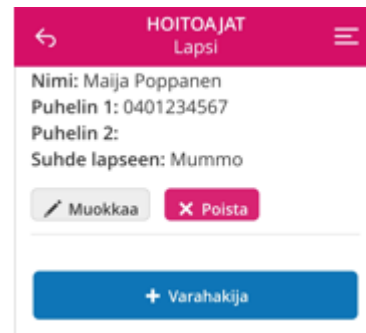 HOITOAJAT
Lapsi
Nimi: Maija Poppanen
Puhelin 1: 0401234567
Puhelin 2:
Suhde lapseen: Mummo
Muokkaa
Poista
Varahakija